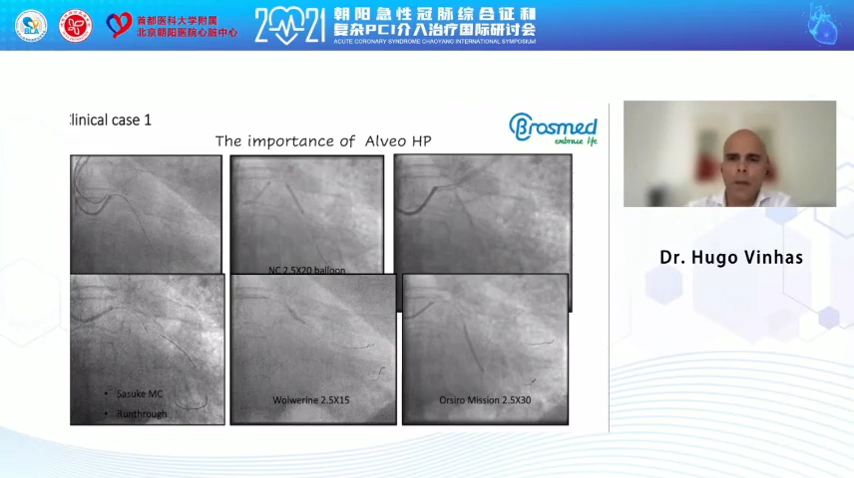 BLA
首都医科大学附属
北京朝阳医院心脏中心
2021
朝阳急性冠脉综合征和
复杂PCI介入治疗国际研讨会
ACUTE CORONARY SYNDROME CHAOYANG INTERNATIONAL SYMPOSIUM
linical case 1
The importance of Alveo HP
Brosmed
embrace life
NC 2.5X20 balloon
• Sasuke MC
• Runthrough
Wolwerine 2.5X15
Orsiro Mission 2.5X30
Dr. Hugo Vinhas